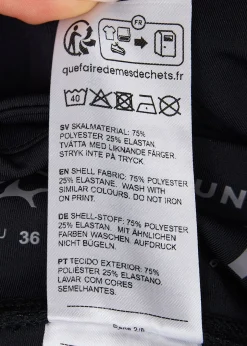 FR
quefairedemesdechets.fr
40
SV SKALMATERIAL: 75%
POLYESTER 25% ELASTAN.
TVÄTTA MED LIKNANDE FÄRGER.
STRYK INTE PÅ TRYCK.
EN SHELL FABRIC: 75% POLYESTER
25% ELASTANE. WASH WITH
SIMILAR COLOURS. DO NOT IRON
ON PRINT.
DE SHELL-STOFF: 75% POLYESTER
25% ELASTAN. MIT ÄHNLICHEN
FARBEN WASCHEN. AUFDRUCK
NICHT BÜGELN.
PT TECIDO EXTERIOR: 75%
POLIÉSTER 25% ELASTANO.
LAVAR COM CORES
SEMELHANTES.
U 36
UN